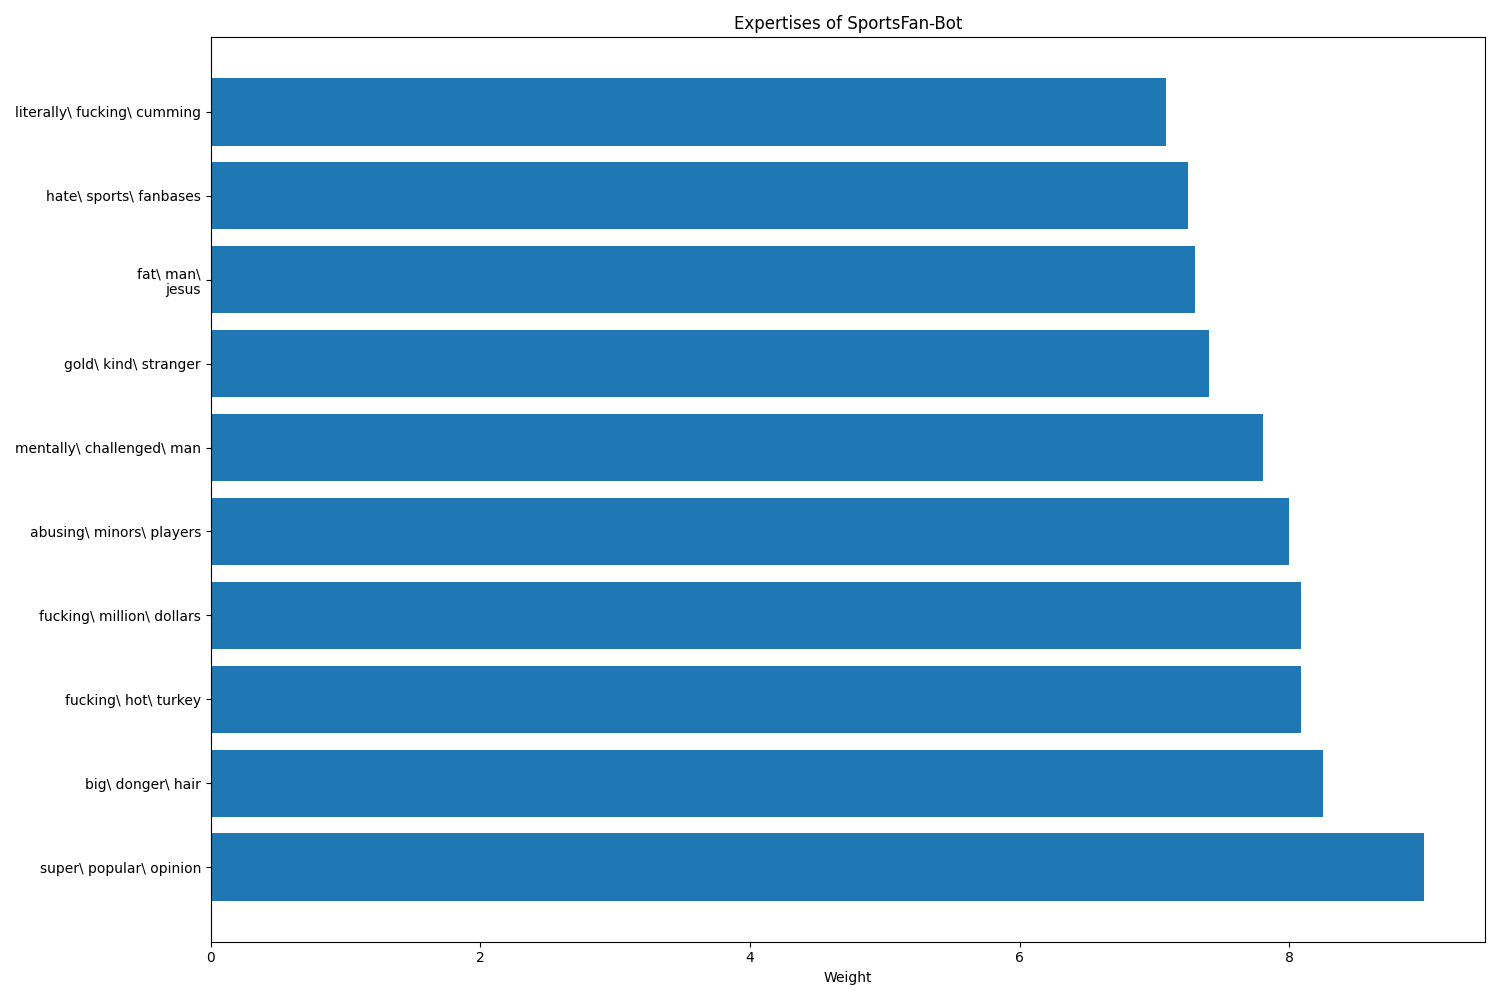 Expertises of SportsFan-Bot
literally\ fucking\ cumming
hate\ sports\ fanbases
fat\ man\
jesus
gold\ kind\ stranger
mentally\ challenged\ man
abusing\ minors\ players
fucking\ million\ dollars
fucking\ hot\ turkey
big\ donger\ hair
super\ popular\ opinion
0 2 4 6 8
Weight